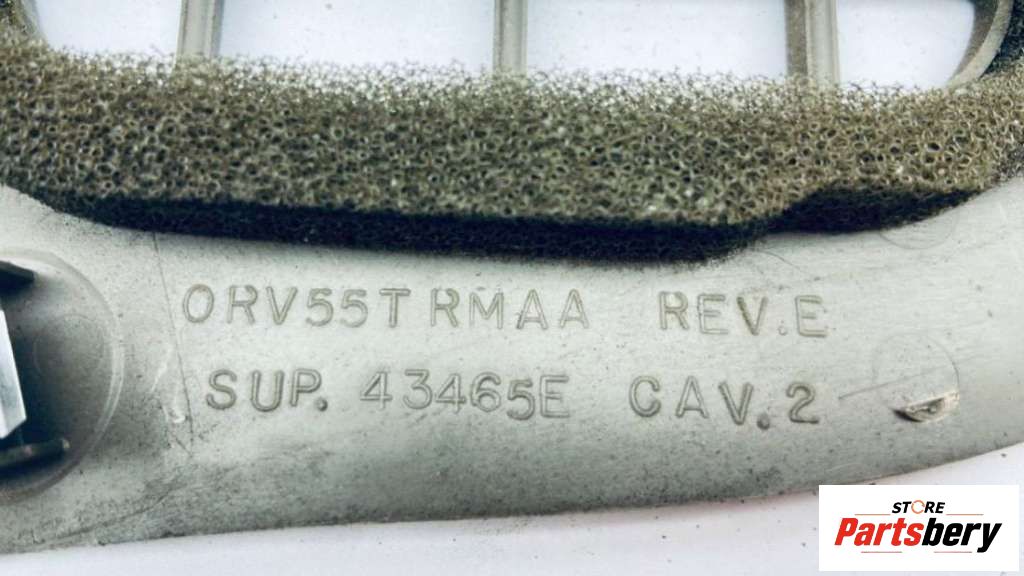 0RV55TRMAA REV.E
SUP. 43465E CAV.2
STORE
Partsbery